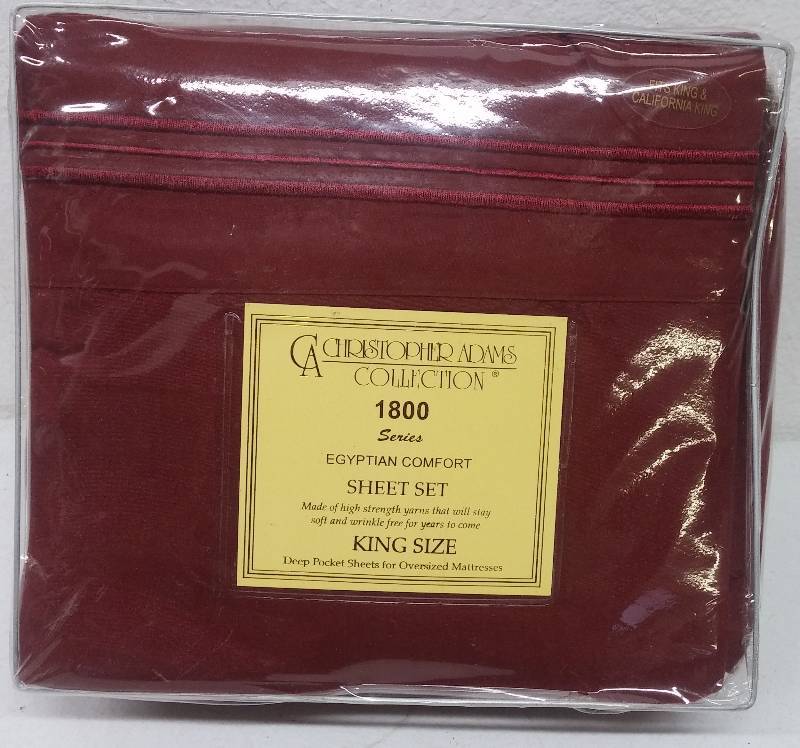 FITS KING &
CALIFORNIA KING
CA CHRISTOPHER ADAMS
COLLECTION ®
1800
Series
EGYPTIAN COMFORT
SHEET SET
Made of high strength yarns that will stay
soft and wrinkle free for years to come
KING SIZE
Deep Pocket Sheets for Oversized Mattresses